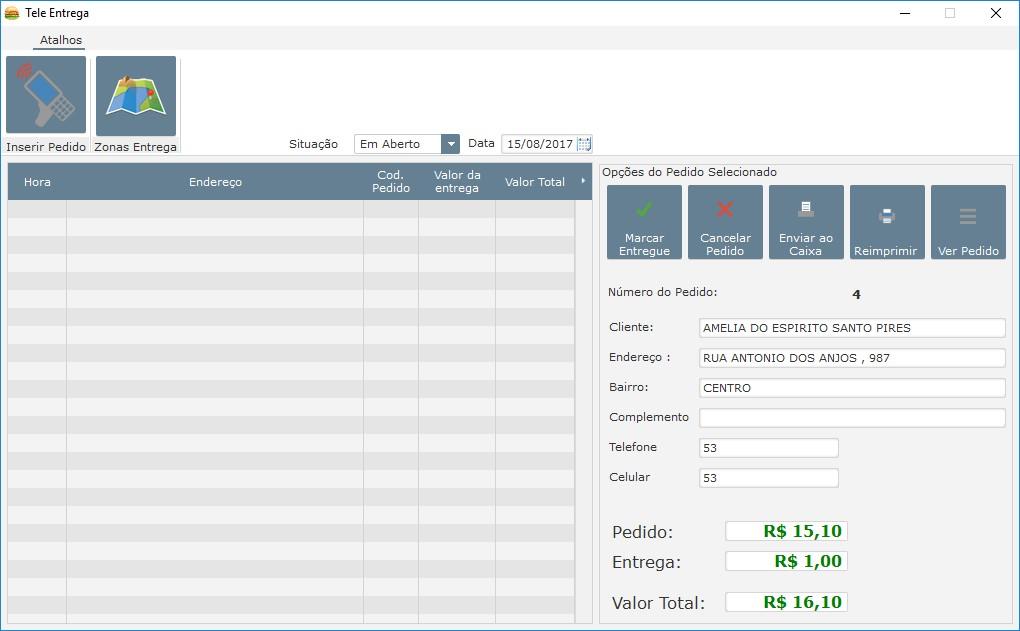 Tele Entrega
Atalhos
Inserir Pedido
Zonas Entrega
Situação
Em Aberto
Data
15/08/2017
Hora
Endereço
Cod.
Pedido
Valor da
entrega
Valor Total
Opções do Pedido Selecionado
Marcar
Entregue
Cancelar
Pedido
Enviar ao
Caixa
Reimprimir
Ver Pedido
Número do Pedido: 4
Cliente: AMELIA DO ESPIRITO SANTO PIRES
Endereço : RUA ANTONIO DOS ANJOS , 987
Bairro: CENTRO
Complemento
Telefone 53
Celular 53
Pedido: R$ 15,10
Entrega: R$ 1,00
Valor Total: R$ 16,10